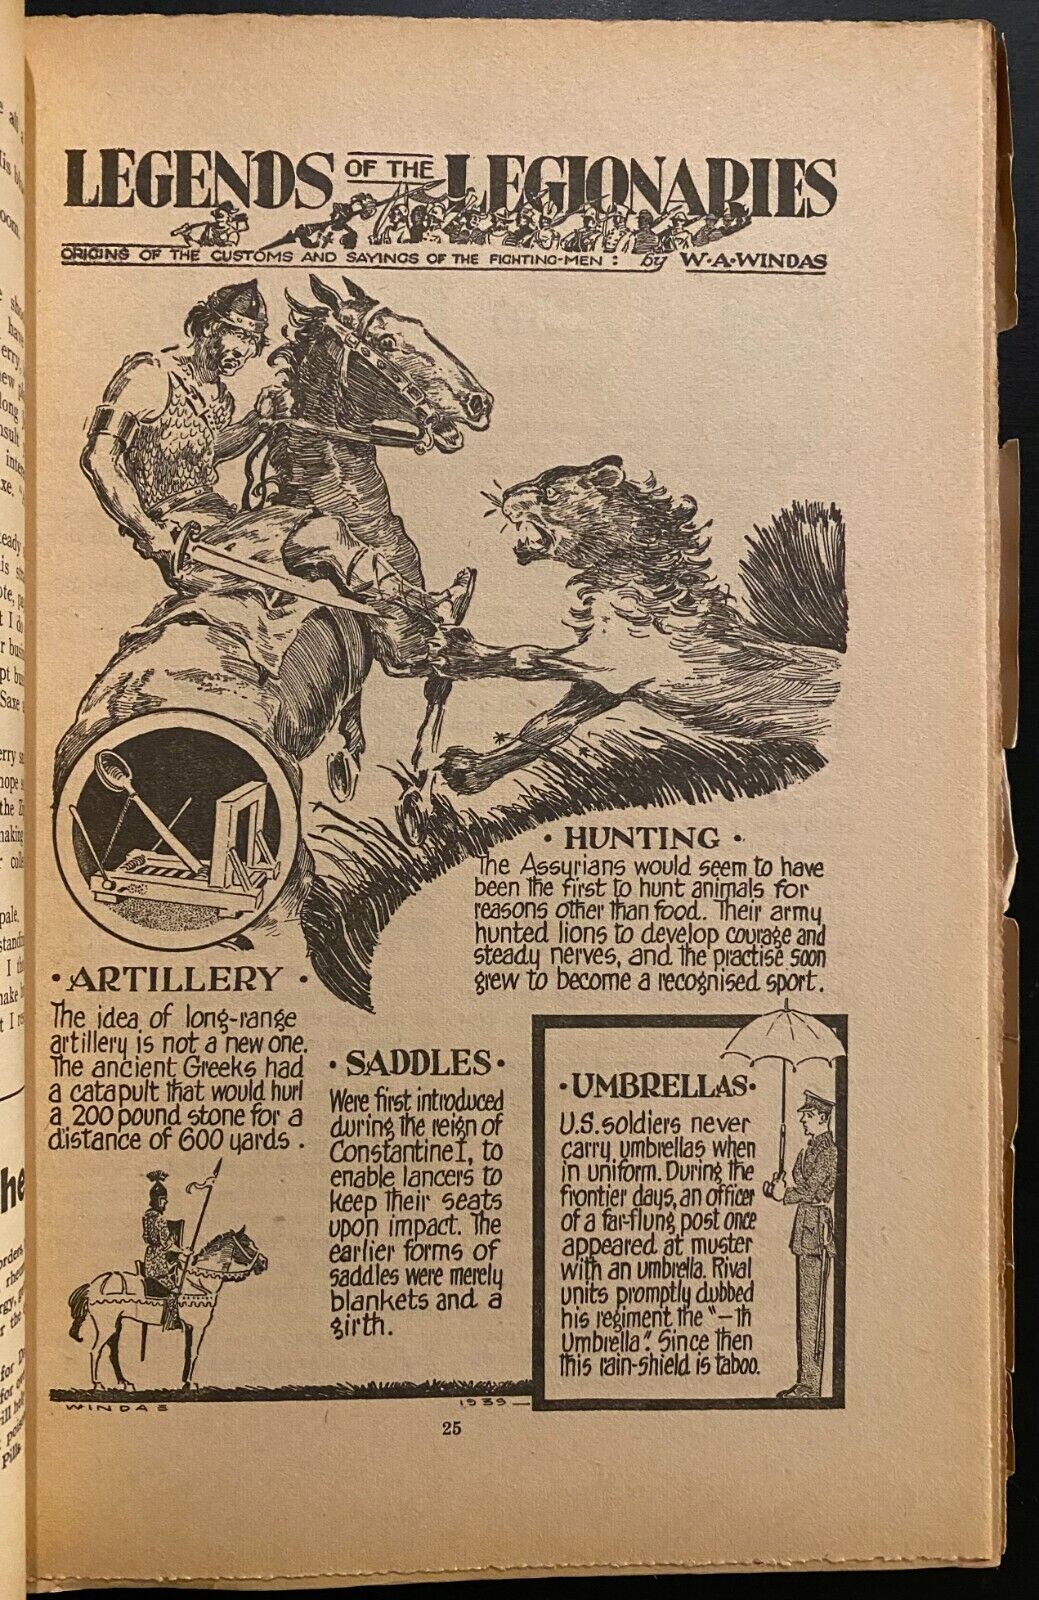 LEGENDS OF THE LEGIONARIES
ORIGINS OF THE CUSTOMS AND SAYINGS OF THE FIGHTING-MEN : by W.A.WINDAS
· HUNTING ·
The Assyrians would seem to have
been the first to hunt animals for
reasons other than food. Their army
hunted lions to develop courage and
steady nerves, and the practise soon
grew to become a recognised sport.
· ARTILLERY ·
The idea of long-range
artillery is not a new one.
The ancient Greeks had
a catapult that would hurl
a 200 pound stone for a
distance of 600 yards.
· SADDLES ·
Were first introduced
during the reign of
Constantine I, to
enable lancers to
keep their seats
upon impact. The
earlier forms of
saddles were merely
blankets and a
girth.
· UMBRELLAS ·
U.S. soldiers never
carry umbrellas when
in uniform. During the
frontier days, an officer
of a far-flung post once
appeared at muster
with an umbrella. Rival
units promptly dubbed
his regiment the "—th
Umbrella". Since then
this rain-shield is taboo.
WINDAS 1939—
25